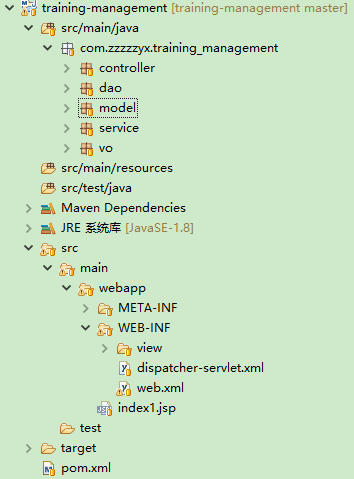 training-management [training-management master]
src/main/java
com.zzzzzyx.training_management
controller
dao
model
service
vo
src/main/resources
src/test/java
Maven Dependencies
JRE 系统库 [JavaSE-1.8]
src
main
webapp
META-INF
WEB-INF
view
dispatcher-servlet.xml
web.xml
index1.jsp
test
target
pom.xml